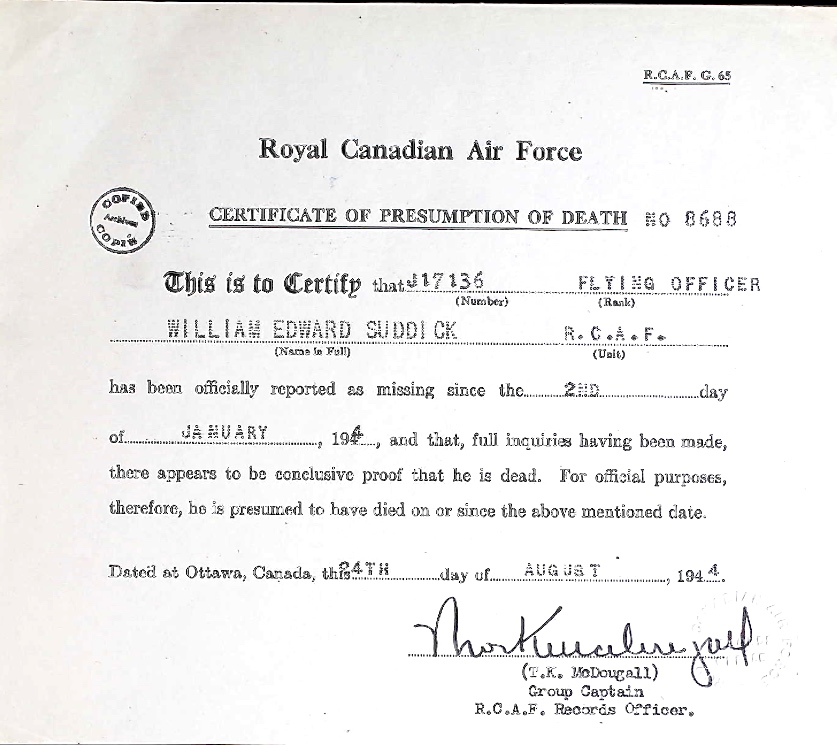 R.C.A.F. G. 65
Royal Canadian Air Force
COPIED
Archives
COPIÉ
CERTIFICATE OF PRESUMPTION OF DEATH NO 8688
This is to Certify that J17136 FLYING OFFICER
(Number) (Rank)
WILLIAM EDWARD SUDDICK R.C.A.F.
(Name in Full) (Unit)
has been officially reported as missing since the 2ND day
of JANUARY, 1944, and that, full inquiries having been made,
there appears to be conclusive proof that he is dead. For official purposes,
therefore, he is presumed to have died on or since the above mentioned date.
Dated at Ottawa, Canada, this 24TH day of AUGUST, 1944.
(T.K. McDougall)
Group Captain
R.C.A.F. Records Officer.